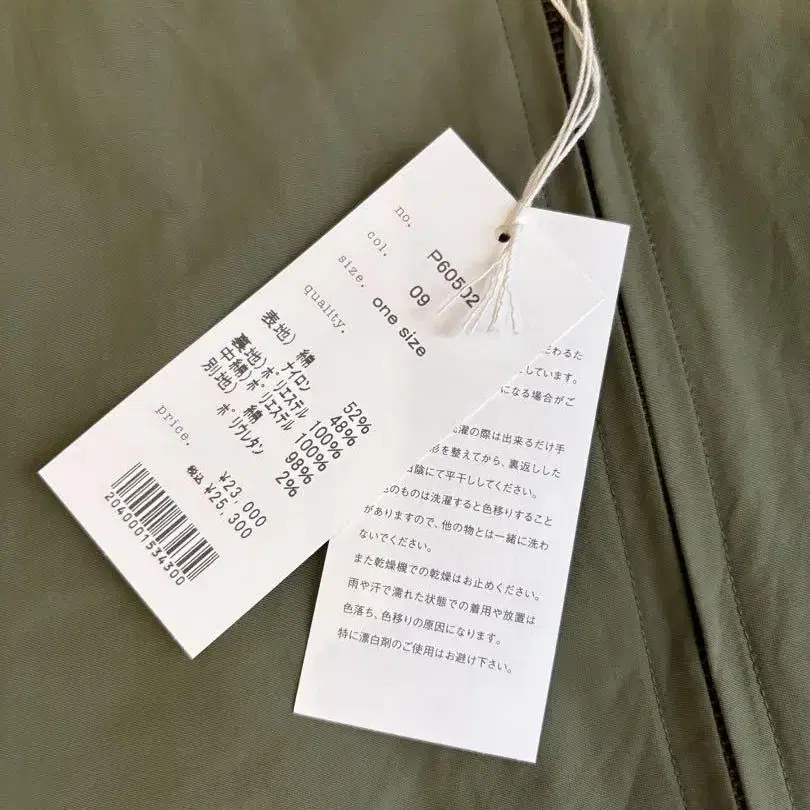 no. P60502
col. 09
size. one size
quality.
表地) 綿 52%
ナイロン 48%
裏地)ポリエステル 100%
中綿)ポリエステル 100%
別地) 綿 98%
ポリウレタン 2%
price.
¥23,000
税込 ¥25,300
2040001534300
こだわるた
しています。
になる場合がご
洗濯の際は出来るだけ手
形を整えてから、裏返しした
日陰にて平干ししてください。
のものは洗濯すると色移りすること
がありますので、他の物とは一緒に洗わ
ないでください。
また乾燥機での乾燥はお止めください。
雨や汗で濡れた状態での着用や放置は
色落ち、色移りの原因になります。
特に漂白剤のご使用はお避け下さい。